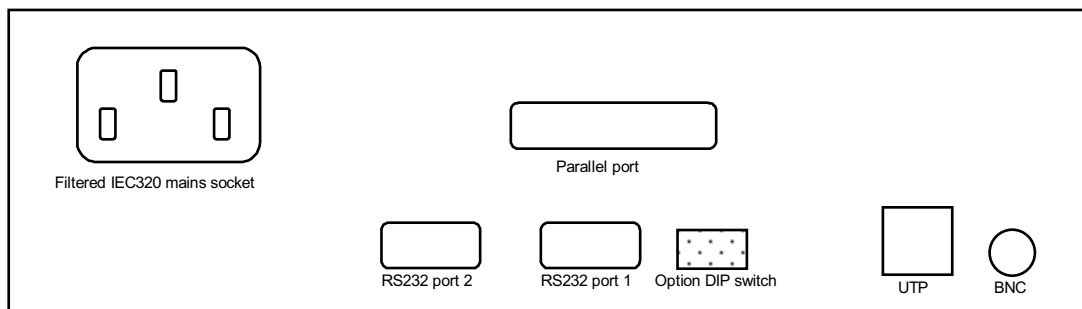 Parallel port
Filtered IEC320 mains socket
RS232 port 2
RS232 port 1
Option DIP switch
UTP
BNC